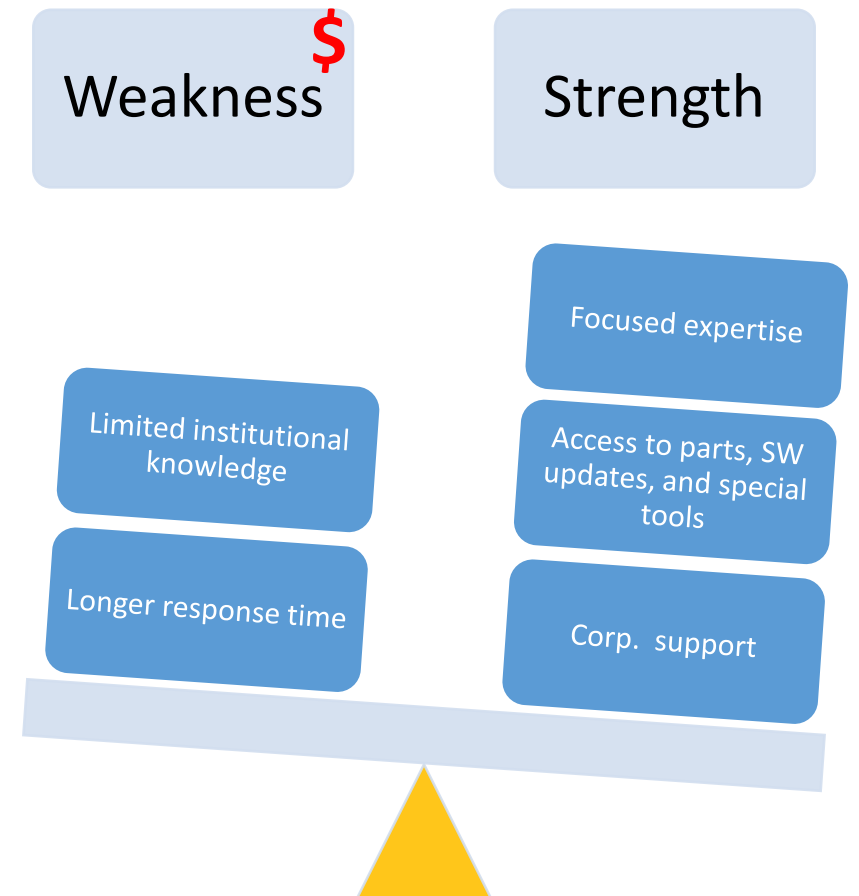 $
Weakness
Strength
Focused expertise
Limited institutional
knowledge
Access to parts, SW
updates, and special
tools
Longer response time
Corp.  support